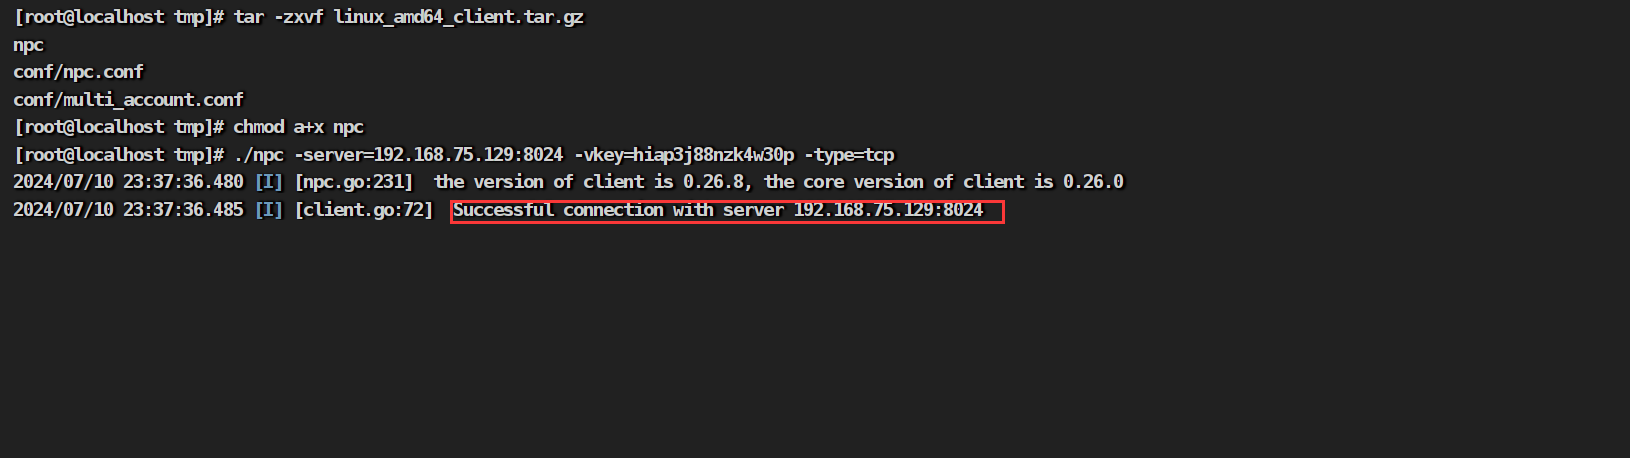 [root@localhost tmp]# tar -zxvf linux_amd64_client.tar.gz
npc
conf/npc.conf
conf/multi_account.conf
[root@localhost tmp]# chmod a+x npc
[root@localhost tmp]# ./npc -server=192.168.75.129:8024 -vkey=hiap3j88nzk4w30p -type=tcp
2024/07/10 23:37:36.480 [I] [npc.go:231]  the version of client is 0.26.8, the core version of client is 0.26.0
2024/07/10 23:37:36.485 [I] [client.go:72]  Successful connection with server 192.168.75.129:8024